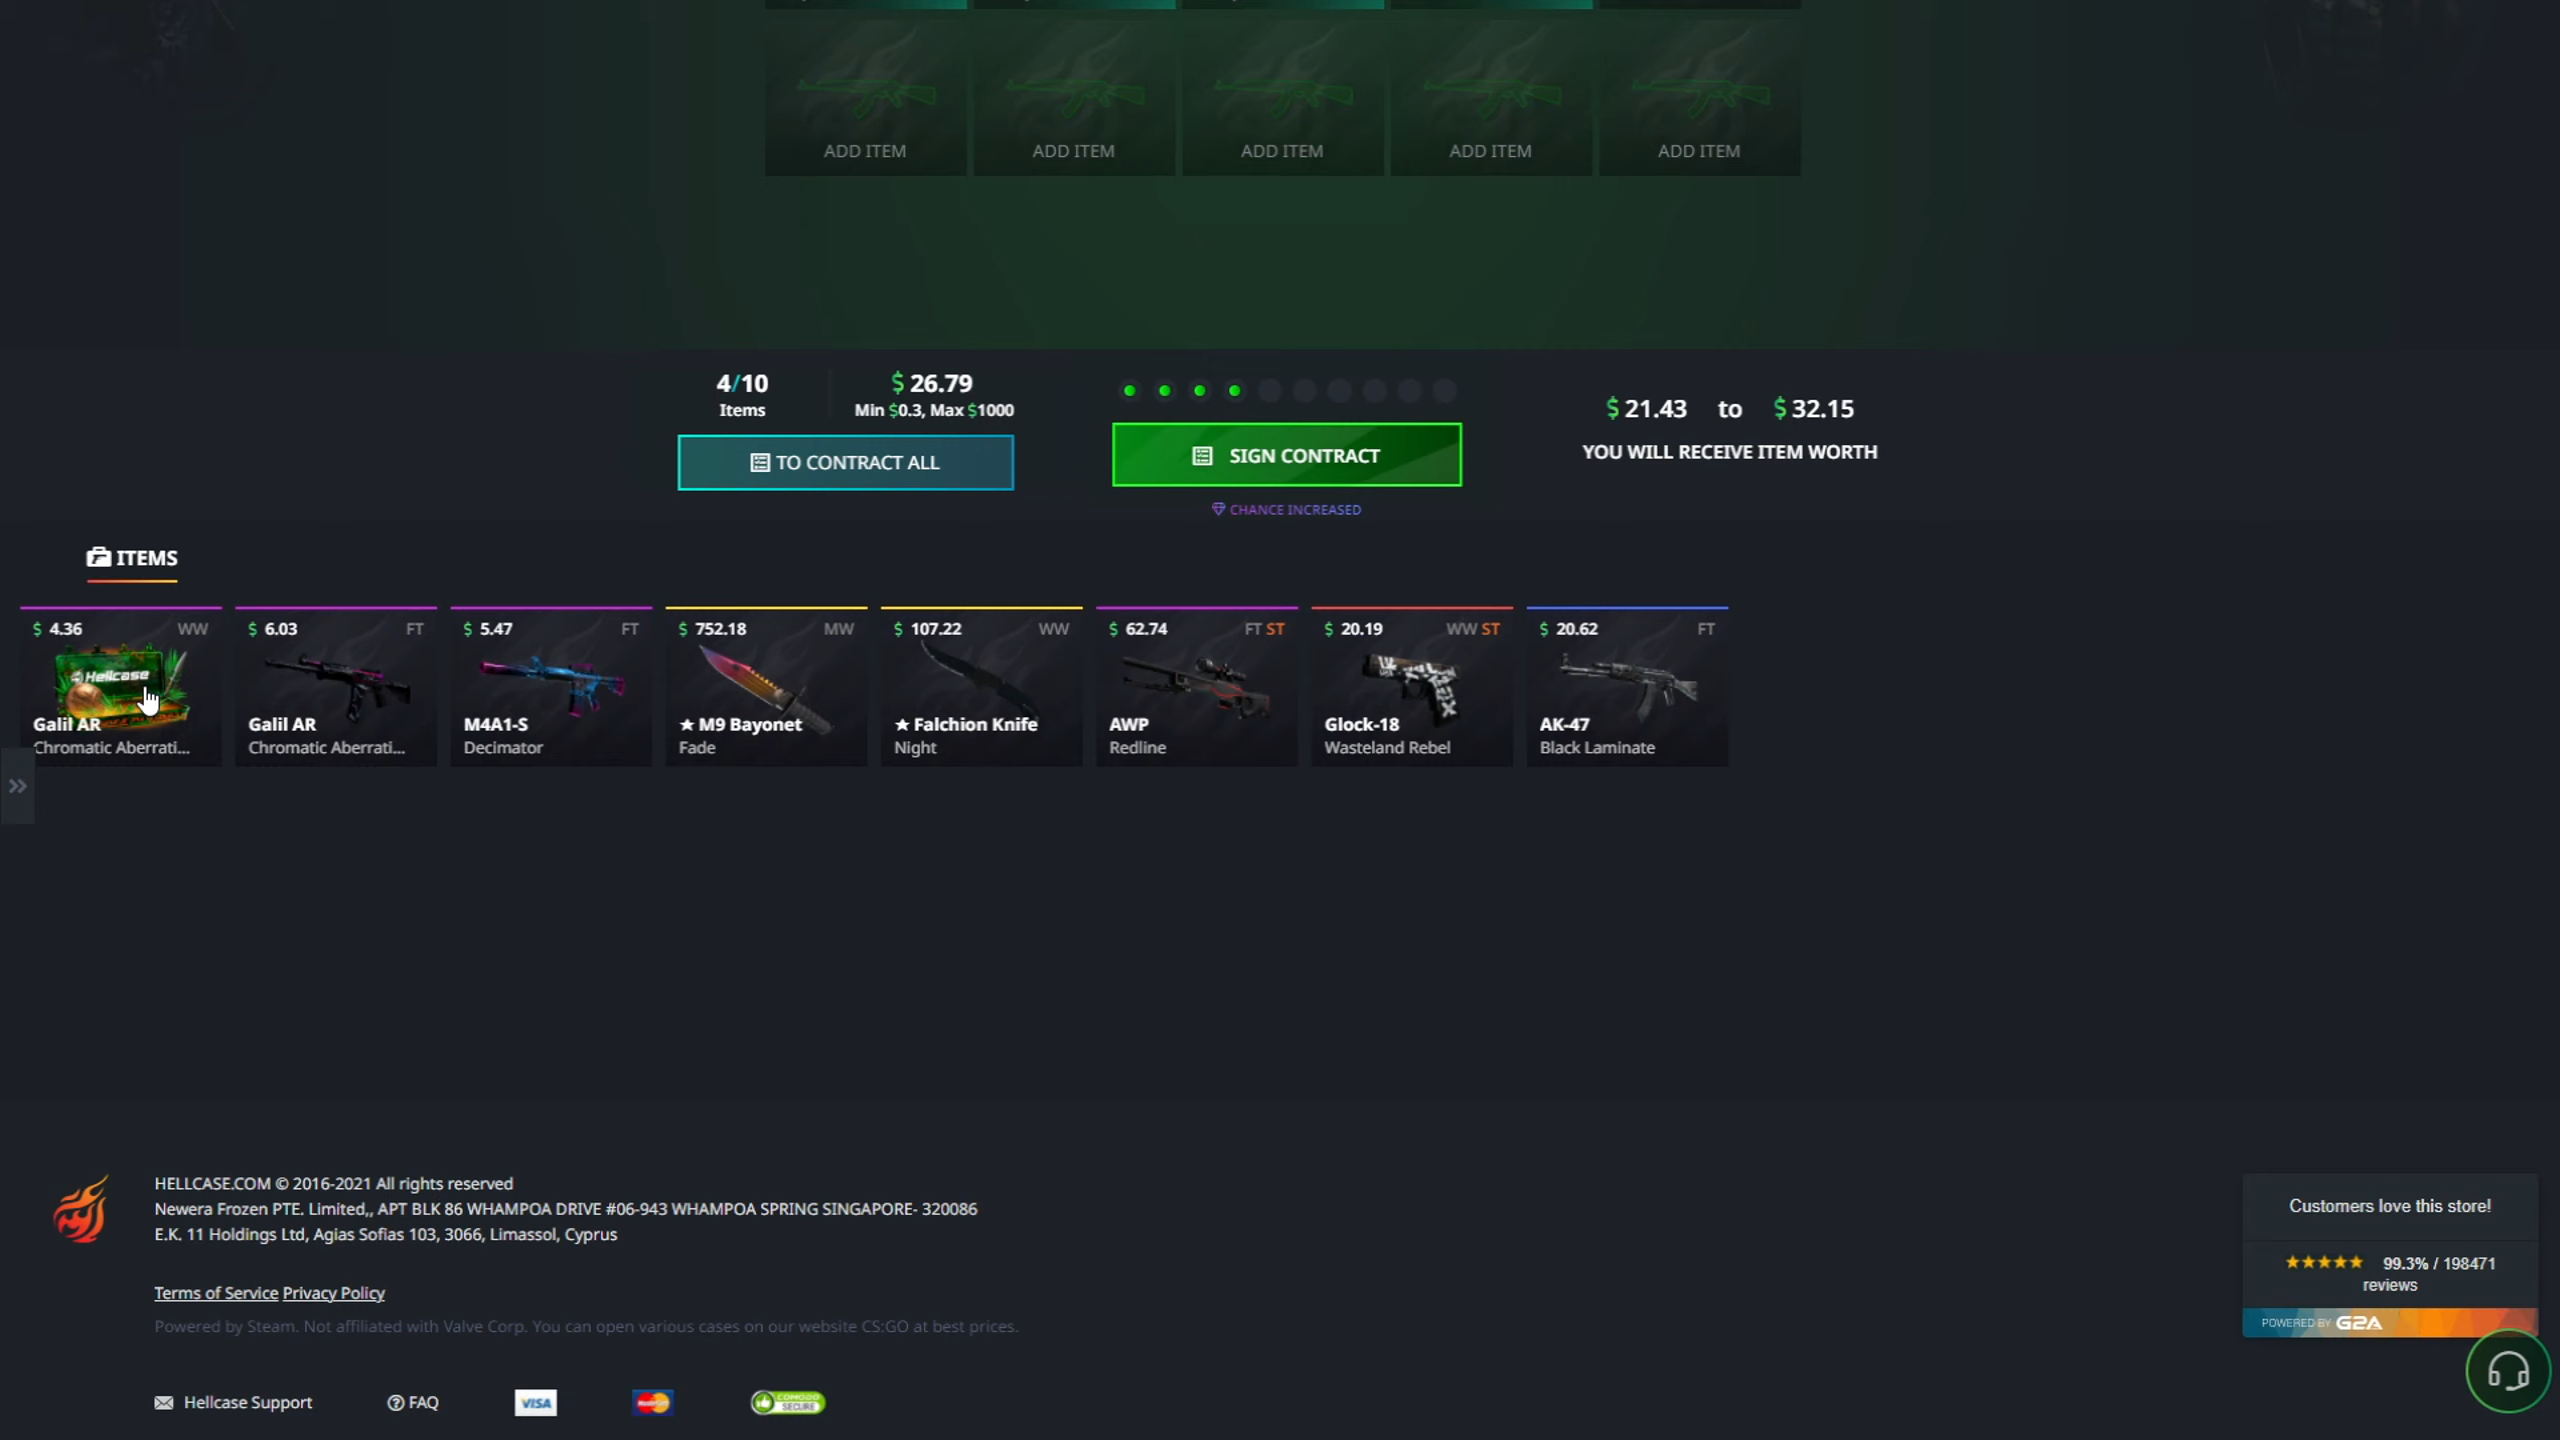 ADD ITEM ADD ITEM ADD ITEM ADD ITEM ADD ITEM
4/10 $ 26.79
Items Min $0.3, Max $1000
TO CONTRACT ALL
SIGN CONTRACT
CHANCE INCREASED
$ 21.43 to $ 32.15
YOU WILL RECEIVE ITEM WORTH
ITEMS
$ 4.36 WW
Hellcase
Galil AR
Chromatic Aberrati...
$ 6.03 FT
Galil AR
Chromatic Aberrati...
$ 5.47 FT
M4A1-S
Decimator
$ 752.18 MW
★ M9 Bayonet
Fade
$ 107.22 WW
★ Falchion Knife
Night
$ 62.74 FT ST
AWP
Redline
$ 20.19 WW ST
Glock-18
Wasteland Rebel
$ 20.62 FT
AK-47
Black Laminate
HELLCASE.COM © 2016-2021 All rights reserved
Newera Frozen PTE. Limited,, APT BLK 86 WHAMPOA DRIVE #06-943 WHAMPOA SPRING SINGAPORE- 320086
E.K. 11 Holdings Ltd, Agias Sofias 103, 3066, Limassol, Cyprus
Terms of Service Privacy Policy
Powered by Steam. Not affiliated with Valve Corp. You can open various cases on our website CS:GO at best prices.
Hellcase Support FAQ VISA MasterCard COMODO
SECURE
Customers love this store!
★★★★★ 99.3% / 198471
reviews
POWERED BY G2A